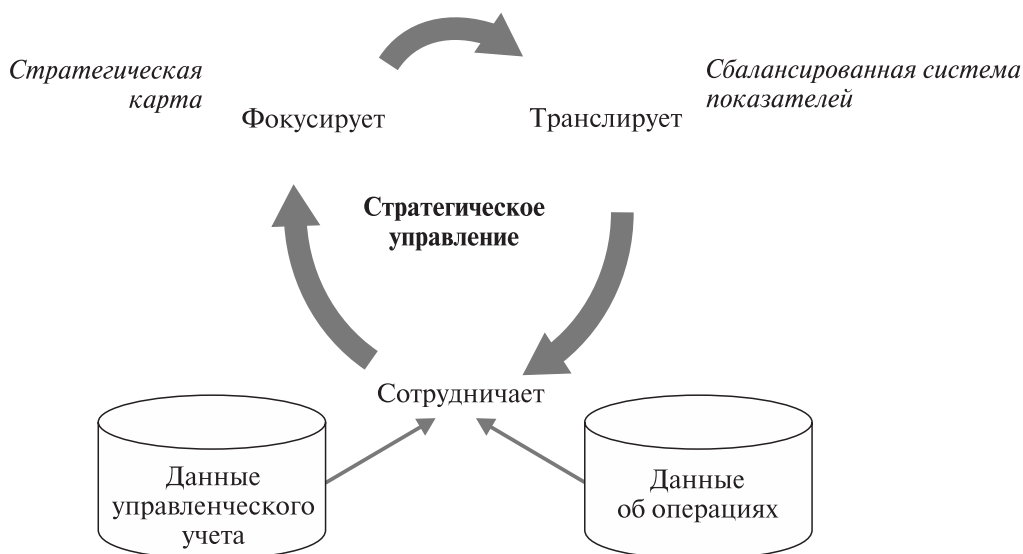 Стратегическая
карта
Фокусирует
Транслирует
Сбалансированная система
показателей
Стратегическое
управление
Сотрудничает
Данные
управленческого
учета
Данные
об операциях